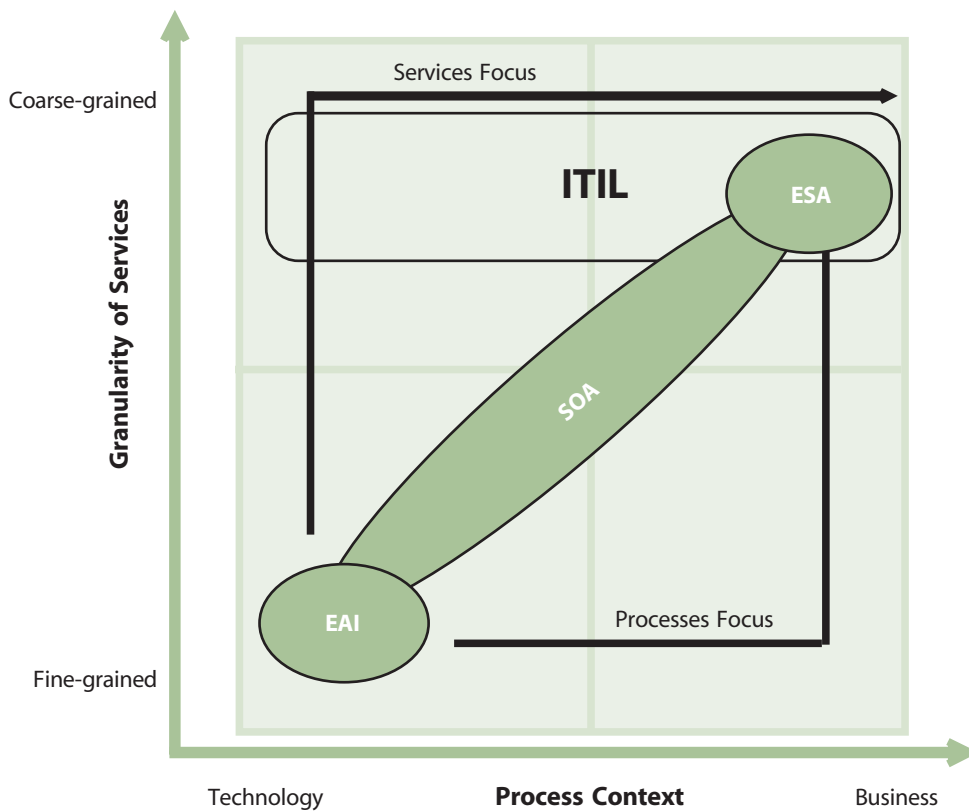 Services Focus
Coarse-grained
ITIL
ESA
Granularity of Services
SOA
EAI
Processes Focus
Fine-grained
Technology
Process Context
Business